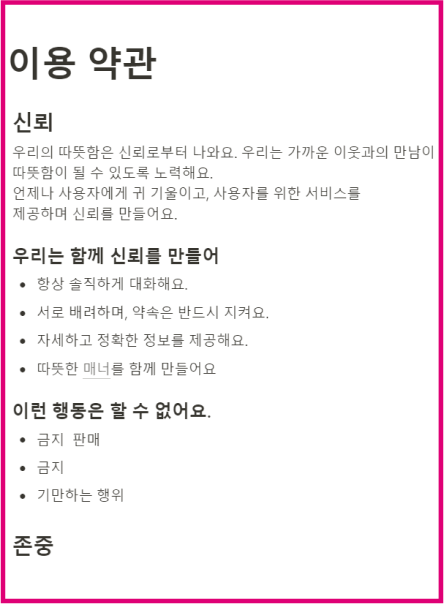 이용 약관
신뢰
우리의 따뜻함은 신뢰로부터 나와요. 우리는 가까운 이웃과의 만남이
따뜻함이 될 수 있도록 노력해요.
언제나 사용자에게 귀 기울이고, 사용자를 위한 서비스를
제공하며 신뢰를 만들어요.
우리는 함께 신뢰를 만들어
• 항상 솔직하게 대화해요.
• 서로 배려하며, 약속은 반드시 지켜요.
• 자세하고 정확한 정보를 제공해요.
• 따뜻한 매너를 함께 만들어요
이런 행동은 할 수 없어요.
• 금지 판매
• 금지
• 기만하는 행위
존중